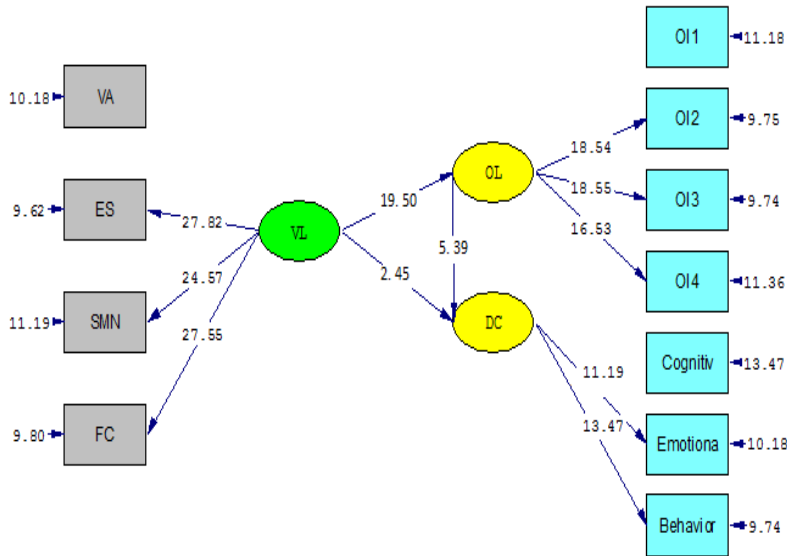 OI1
11.18
10.18
VA
OI2
9.75
18.54
OL
19.50
18.55
OI3
9.74
9.62
ES
27.82
VL
16.53
5.39
24.57
2.45
OI4
11.36
11.19
SMN
DC
27.55
Cognitiv
13.47
11.19
13.47
9.80
FC
Emotiona
10.18
Behavior
9.74